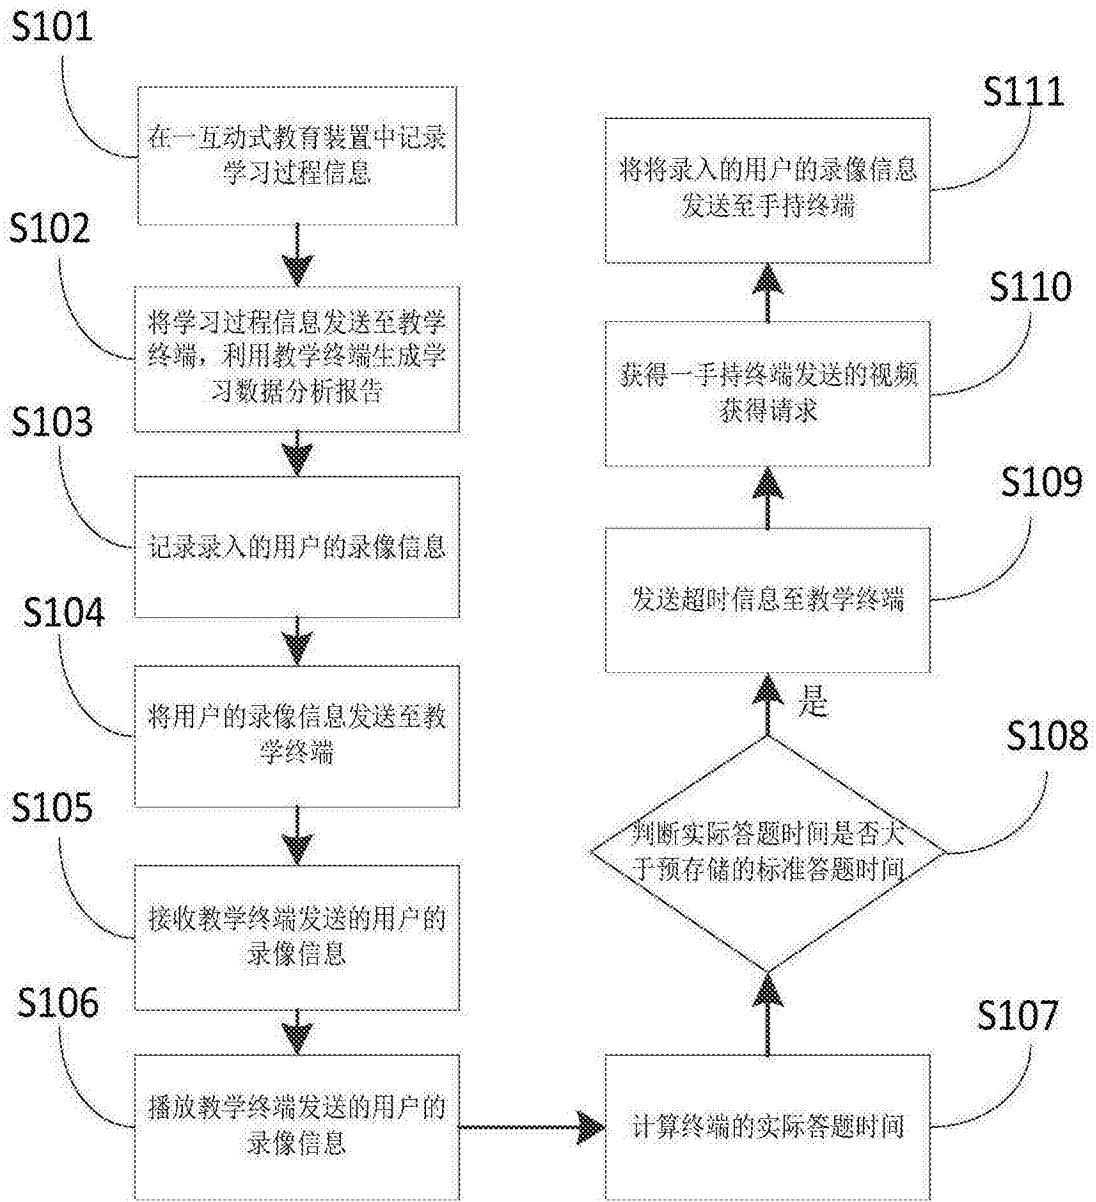 S101
在一互动式教育装置中记录
学习过程信息
S102
将学习过程信息发送至教学
终端，利用教学终端生成学
习数据分析报告
S103
记录录入的用户的录像信息
S104
将用户的录像信息发送至教
学终端
S105
接收教学终端发送的用户的
录像信息
S106
播放教学终端发送的用户的
录像信息
S107
计算终端的实际答题时间
S108
判断实际答题时间是否大
于预存储的标准答题时间
是
S109
发送超时信息至教学终端
S110
获得一手持终端发送的视频
获得请求
S111
将将录入的用户的录像信息
发送至手持终端